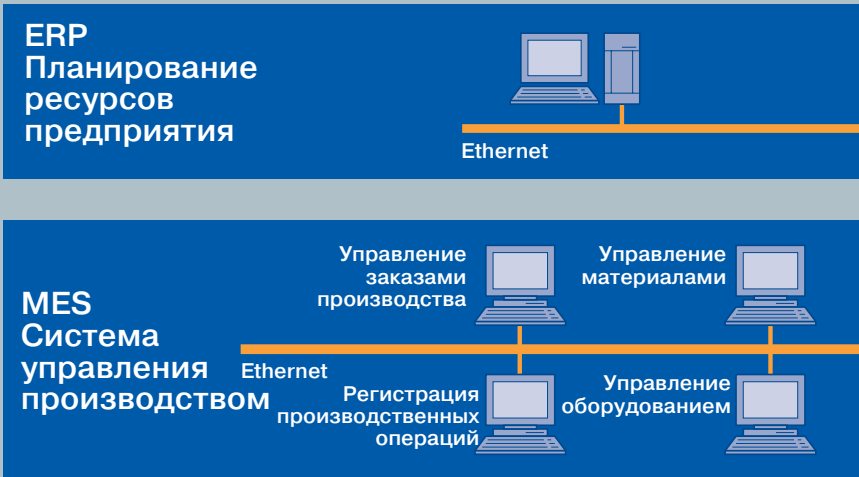 ERP
Планирование
ресурсов
предприятия
Ethernet
MES
Система
управления
производством
Управление
заказами
производства
Управление
материалами
Ethernet
Регистрация
производственных
операций
Управление
оборудованием